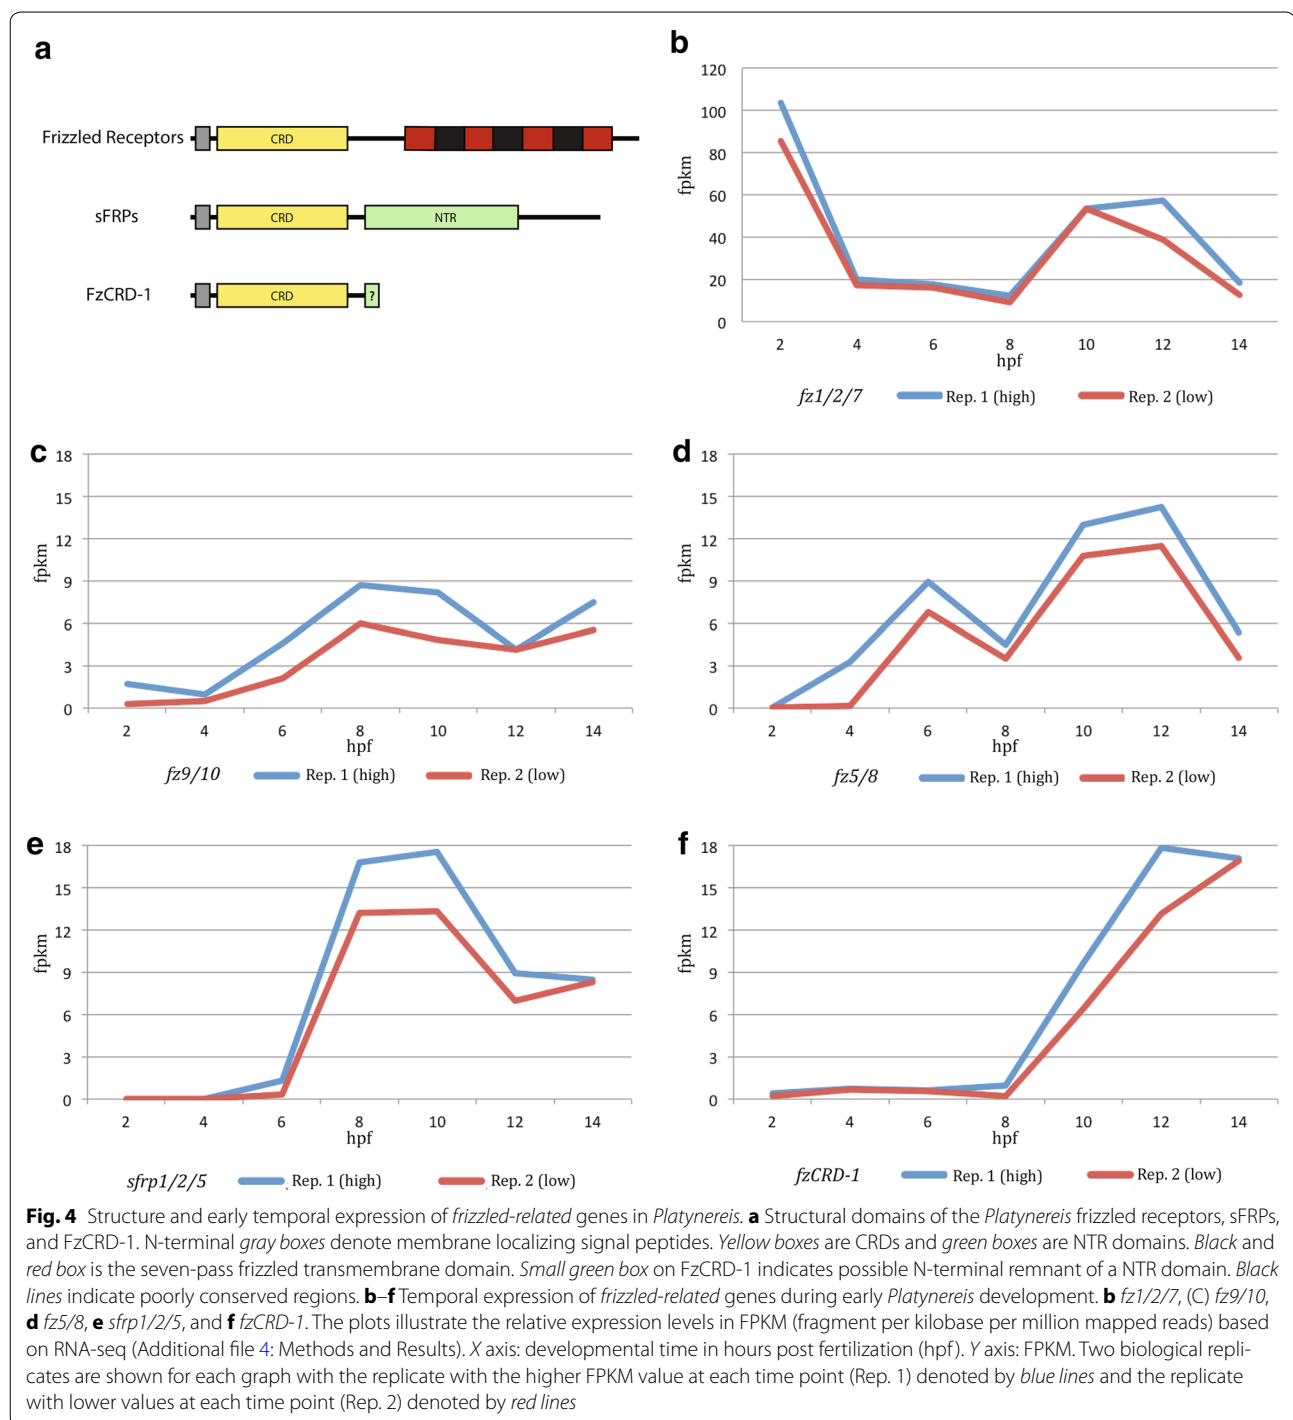 a
Frizzled Receptors
CRD
sFRPs
CRD
NTR
FzCRD-1
CRD
?
b
120
100
80
60
40
20
0
fpkm
2 4 6 8 10 12 14
hpf
fz1/2/7 Rep. 1 (high) Rep. 2 (low)
c
18
15
12
9
6
3
0
fpkm
2 4 6 8 10 12 14
hpf
fz9/10 Rep. 1 (high) Rep. 2 (low)
d
18
15
12
9
6
3
0
fpkm
2 4 6 8 10 12 14
hpf
fz5/8 Rep. 1 (high) Rep. 2 (low)
e
18
15
12
9
6
3
0
fpkm
2 4 6 8 10 12 14
hpf
sfrp1/2/5 Rep. 1 (high) Rep. 2 (low)
f
18
15
12
9
6
3
0
fpkm
2 4 6 8 10 12 14
hpf
fzCRD-1 Rep. 1 (high) Rep. 2 (low)
Fig. 4 Structure and early temporal expression of frizzled-related genes in Platynereis. a Structural domains of the Platynereis frizzled receptors, sFRPs,
and FzCRD-1. N-terminal gray boxes denote membrane localizing signal peptides. Yellow boxes are CRDs and green boxes are NTR domains. Black and
red box is the seven-pass frizzled transmembrane domain. Small green box on FzCRD-1 indicates possible N-terminal remnant of a NTR domain. Black
lines indicate poorly conserved regions. b–f Temporal expression of frizzled-related genes during early Platynereis development. b fz1/2/7, (C) fz9/10,
d fz5/8, e sfrp1/2/5, and f fzCRD-1. The plots illustrate the relative expression levels in FPKM (fragment per kilobase per million mapped reads) based
on RNA-seq (Additional file 4: Methods and Results). X axis: developmental time in hours post fertilization (hpf). Y axis: FPKM. Two biological repli-
cates are shown for each graph with the replicate with the higher FPKM value at each time point (Rep. 1) denoted by blue lines and the replicate
with lower values at each time point (Rep. 2) denoted by red lines